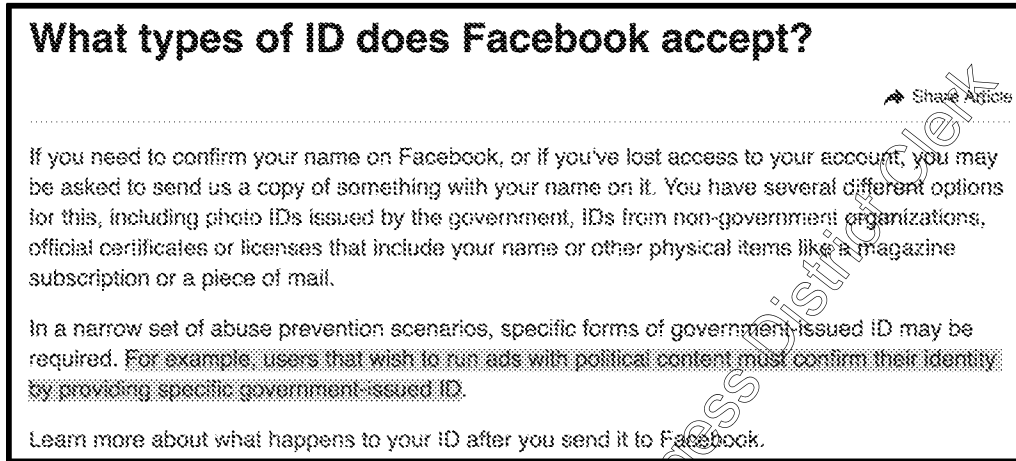 What types of ID does Facebook accept?
Share Article
If you need to confirm your name on Facebook, or if you've lost access to your account, you may
be asked to send us a copy of something with your name on it. You have several different options
for this, including photo IDs issued by the government, IDs from non-government organizations,
official certificates or licenses that include your name or other physical items like a magazine
subscription or a piece of mail.
In a narrow set of abuse prevention scenarios, specific forms of government-issued ID may be
required. For example, users that wish to run ads with political content must confirm their identity
by providing specific government-issued ID.
Learn more about what happens to your ID after you send it to Facebook.
ess District Clerk